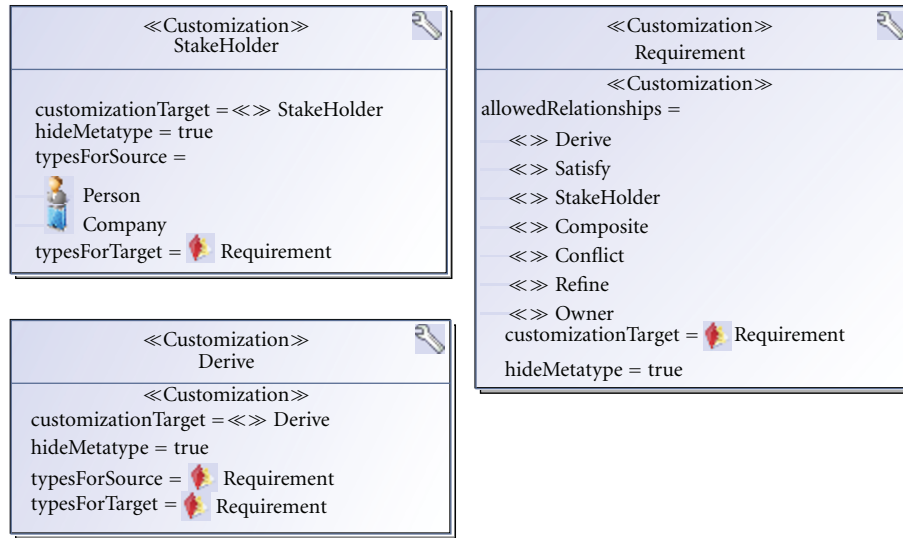 ≪Customization≫
StakeHolder
customizationTarget = ≪≫ StakeHolder
hideMetatype = true
typesForSource =
Person
Company
typesForTarget = Requirement
≪Customization≫
Derive
≪Customization≫
customizationTarget = ≪≫ Derive
hideMetatype = true
typesForSource = Requirement
typesForTarget = Requirement
≪Customization≫
Requirement
≪Customization≫
allowedRelationships =
≪≫ Derive
≪≫ Satisfy
≪≫ StakeHolder
≪≫ Composite
≪≫ Conflict
≪≫ Refine
≪≫ Owner
customizationTarget = Requirement
hideMetatype = true